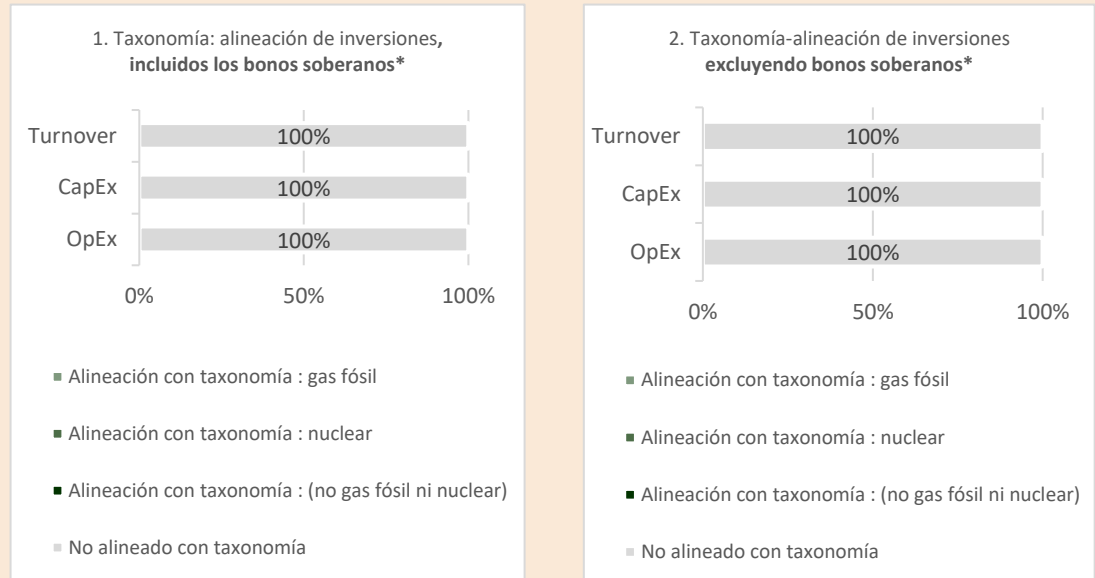 1. Taxonomía: alineación de inversiones,
incluidos los bonos soberanos*
Turnover
100%
CapEx
100%
OpEx
100%
0%
50%
100%
Alineación con taxonomía : gas fósil
Alineación con taxonomía : nuclear
Alineación con taxonomía : (no gas fósil ni nuclear)
No alineado con taxonomía
2. Taxonomía-alineación de inversiones
excluyendo bonos soberanos*
Turnover
100%
CapEx
100%
OpEx
100%
0%
50%
100%
Alineación con taxonomía : gas fósil
Alineación con taxonomía : nuclear
Alineación con taxonomía : (no gas fósil ni nuclear)
No alineado con taxonomía